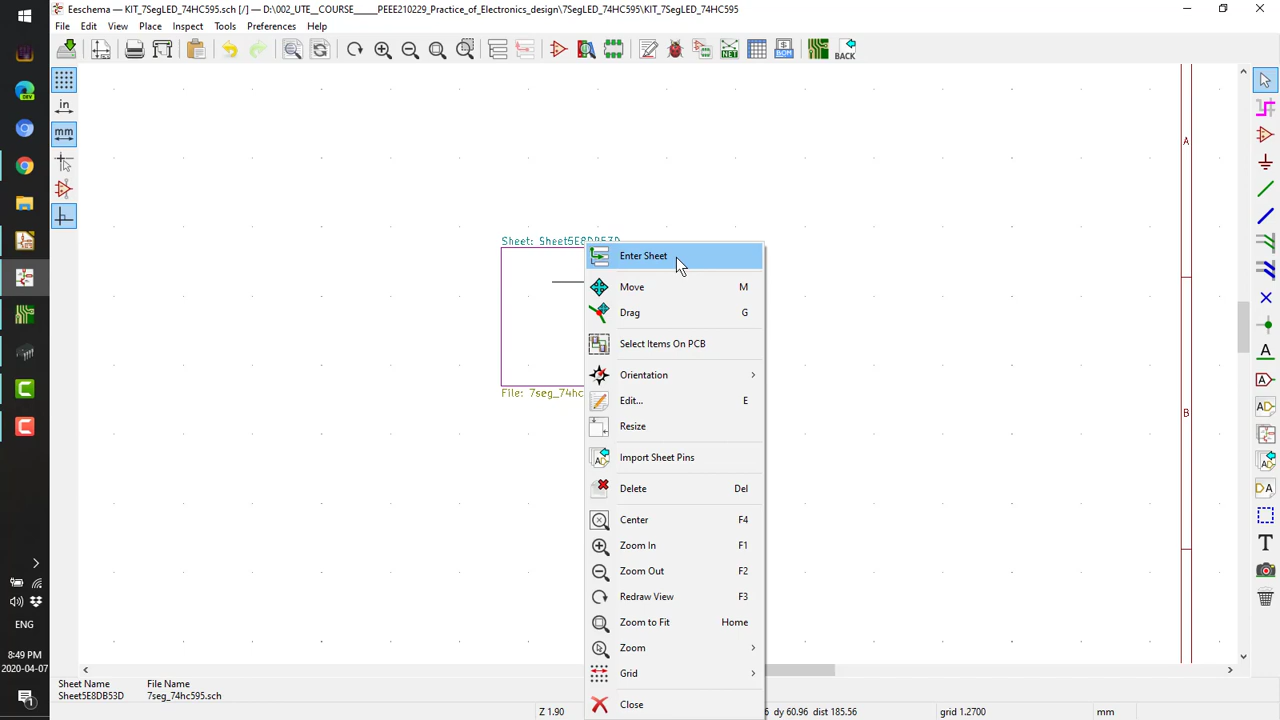 Eeschema — KIT_7SegLED_74HC595.sch [/] — D:\002_UTE__COURSE_____PEEE210229_Practice_of_Electronics_design\7SegLED_74HC595\KIT_7SegLED_74HC595
File Edit View Place Inspect Tools Preferences Help
BOM
NET
BACK
in
mm
A
Sheet: Sheet5E8DB53D
Enter Sheet
Move M
Drag G
Select Items On PCB
Orientation
File: 7seg_74hc
Edit... E
B
Resize
Import Sheet Pins
Delete Del
Center F4
Zoom In F1
Zoom Out F2
Redraw View F3
Zoom to Fit Home
Zoom
Grid
Close
ENG
8:49 PM
2020-04-07
Sheet Name File Name
Sheet5E8DB53D 7seg_74hc595.sch
Z 1.90
6 dy 60.96 dist 185.56
grid 1.2700
mm